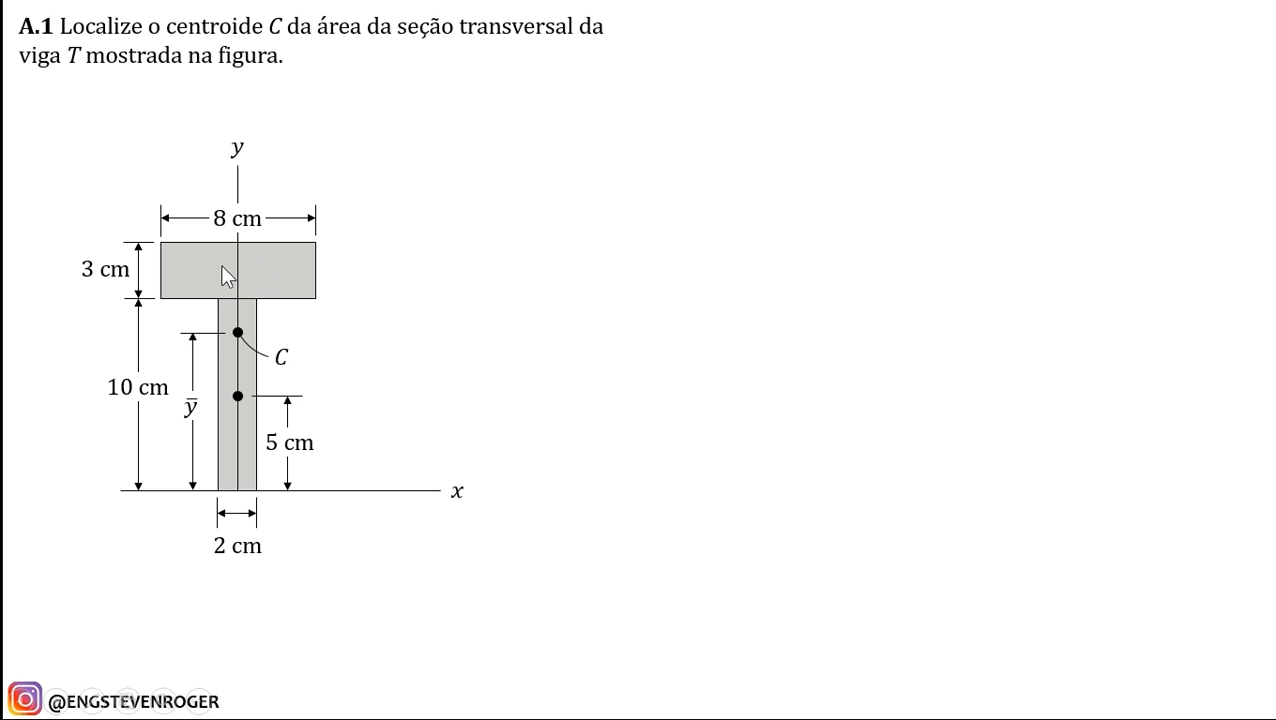 A.1 Localize o centroide C da área da seção transversal da
viga T mostrada na figura.
y
8 cm
3 cm
C
10 cm
ȳ
5 cm
x
2 cm
@ENGSTEVENROGER